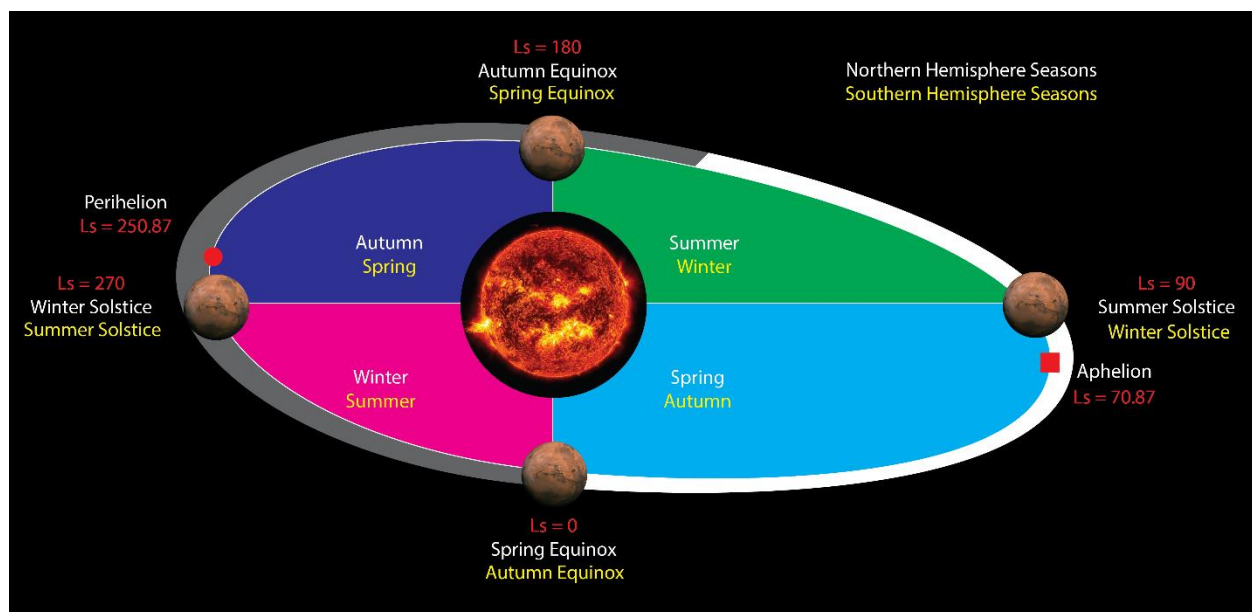 Ls = 180
Autumn Equinox
Spring Equinox
Northern Hemisphere Seasons
Southern Hemisphere Seasons
Perihelion
Ls = 250.87
Autumn
Spring
Summer
Winter
Ls = 270
Winter Solstice
Summer Solstice
Ls = 90
Summer Solstice
Winter Solstice
Winter
Summer
Spring
Autumn
Aphelion
Ls = 70.87
Ls = 0
Spring Equinox
Autumn Equinox